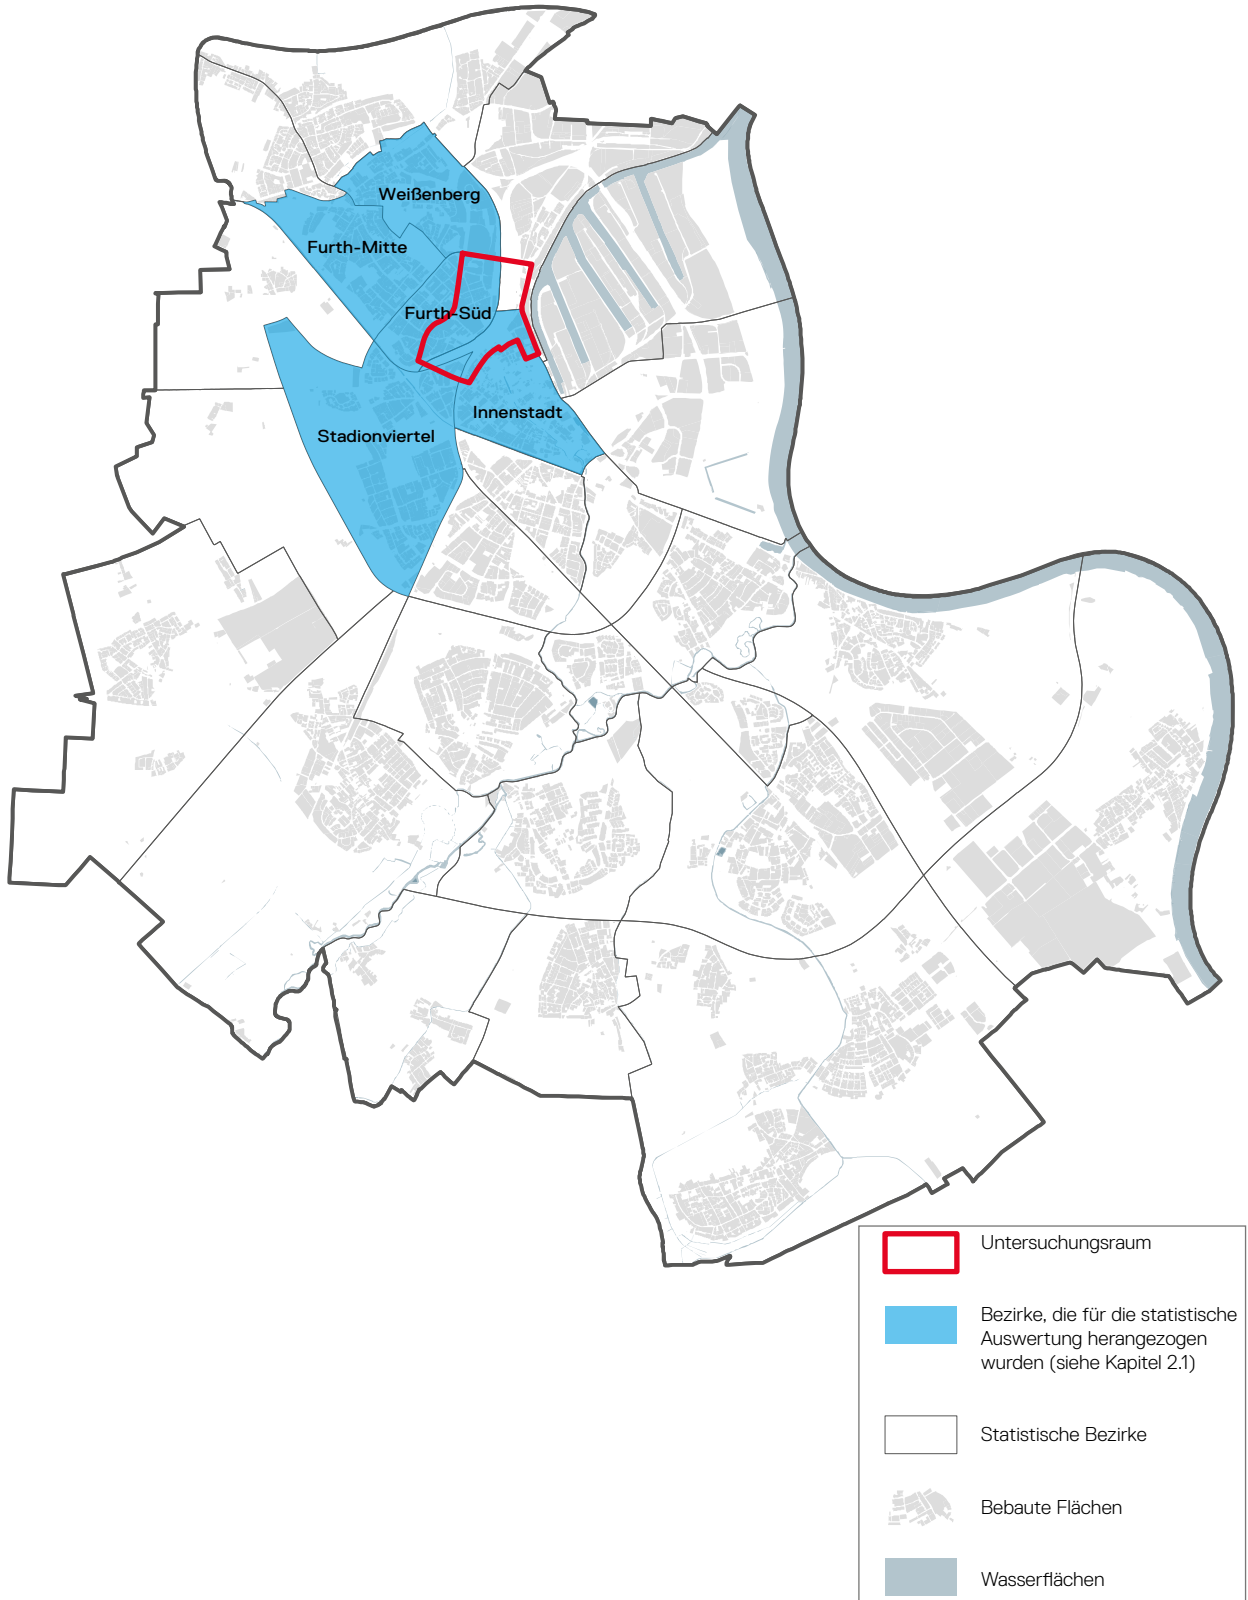 Weißenberg
Furth-Mitte
Furth-Süd
Innenstadt
Stadionviertel
Untersuchungsraum
Bezirke, die für die statistische
Auswertung herangezogen
wurden (siehe Kapitel 2.1)
Statistische Bezirke
Bebaute Flächen
Wasserflächen